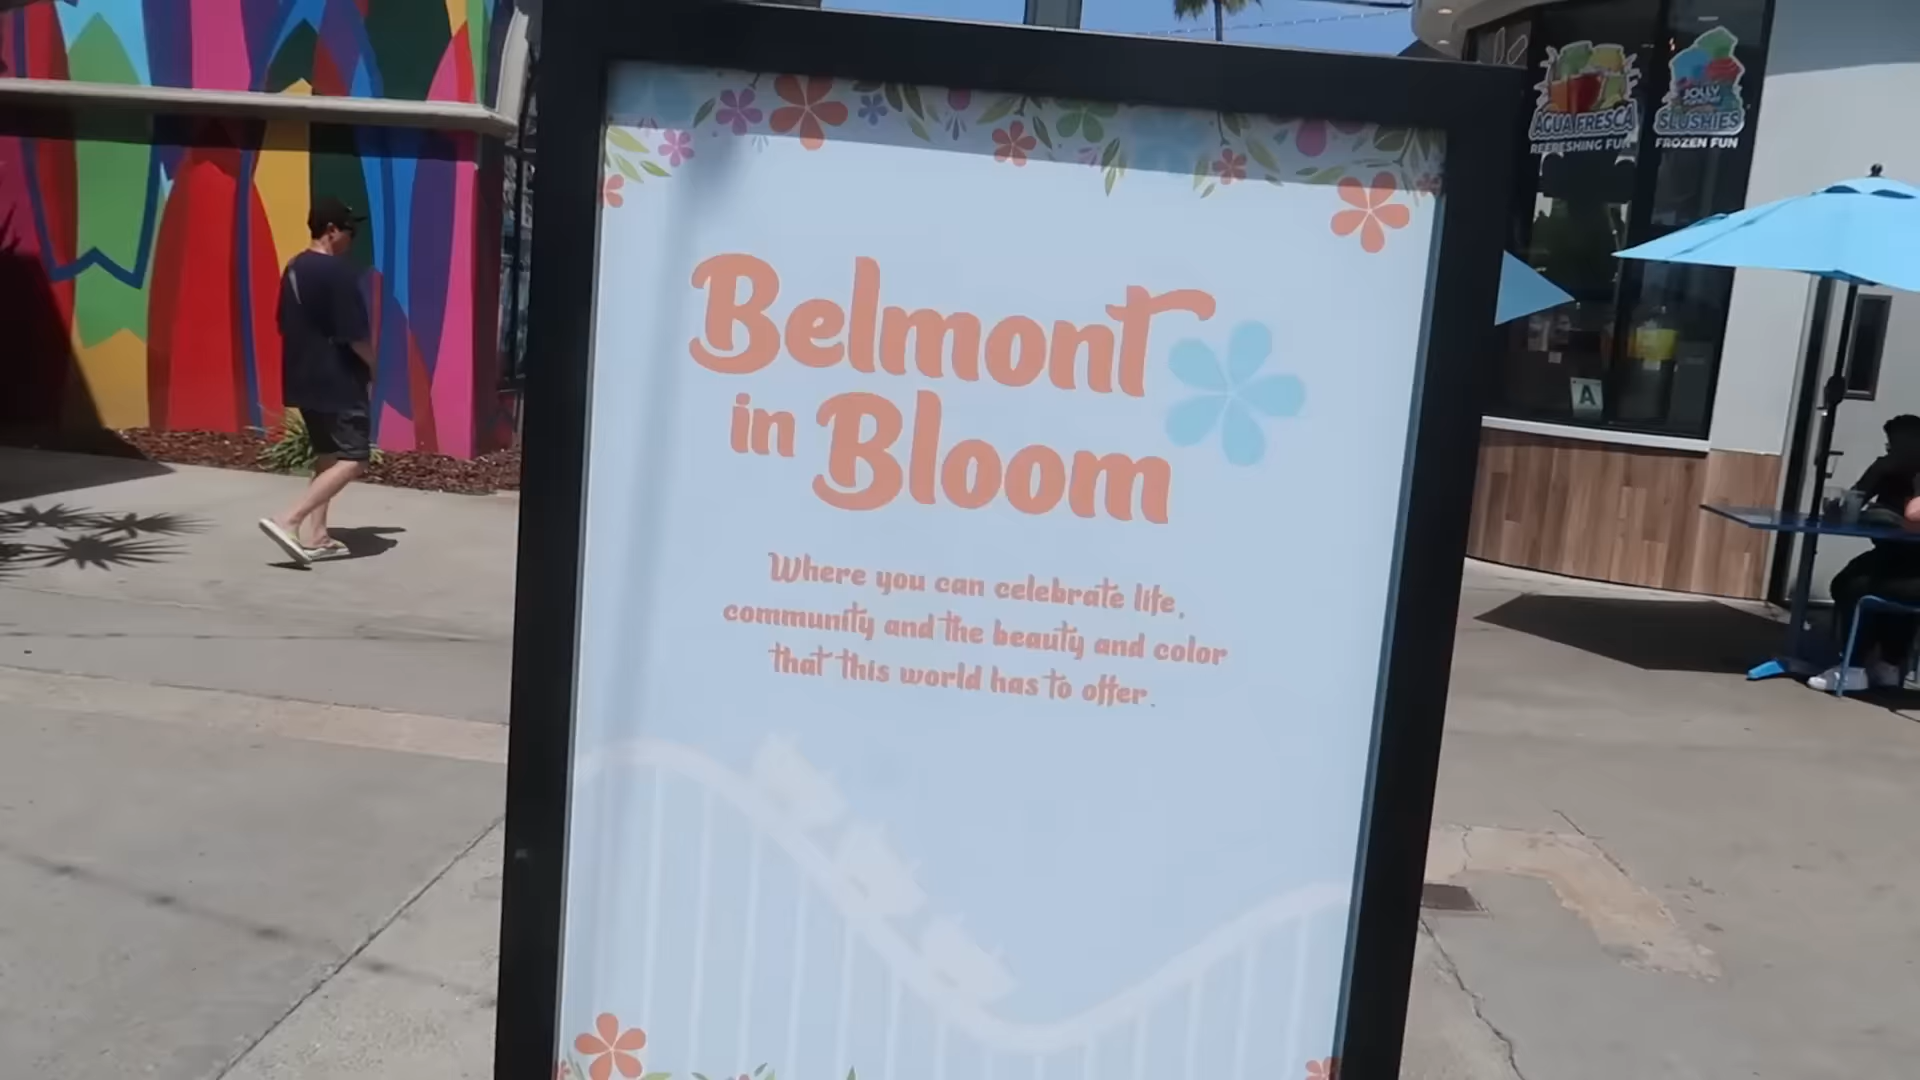 Belmont
in Bloom
Where you can celebrate life,
community and the beauty and color
that this world has to offer.
AGUA FRESCA
REFRESHING FUN
JOLLY
SLUSHIES
FROZEN FUN
A